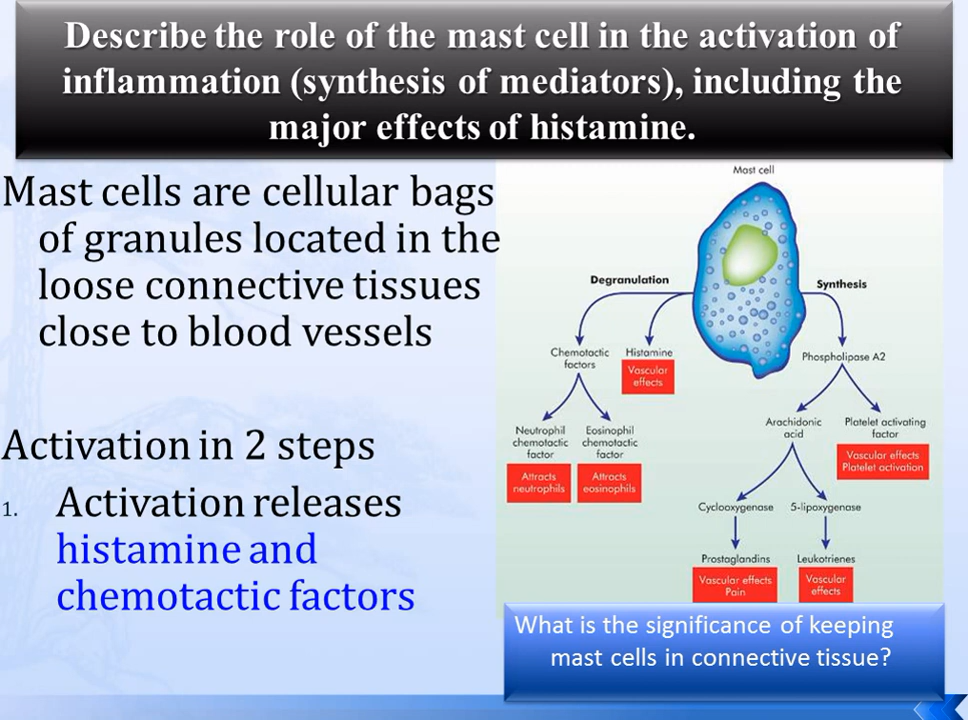 Describe the role of the mast cell in the activation of
inflammation (synthesis of mediators), including the
major effects of histamine.
Mast cells are cellular bags
of granules located in the
loose connective tissues
close to blood vessels
Activation in 2 steps
1. Activation releases
histamine and
chemotactic factors
Mast cell
Degranulation
Synthesis
Chemotactic
factors
Histamine
Vascular
effects
Phospholipase A2
Neutrophil
chemotactic
factor
Attracts
neutrophils
Eosinophil
chemotactic
factor
Attracts
eosinophils
Arachidonic
acid
Platelet activating
factor
Vascular effects
Platelet activation
Cyclooxygenase
5-lipoxygenase
Prostaglandins
Vascular effects
Pain
Leukotrienes
Vascular
effects
What is the significance of keeping
mast cells in connective tissue?